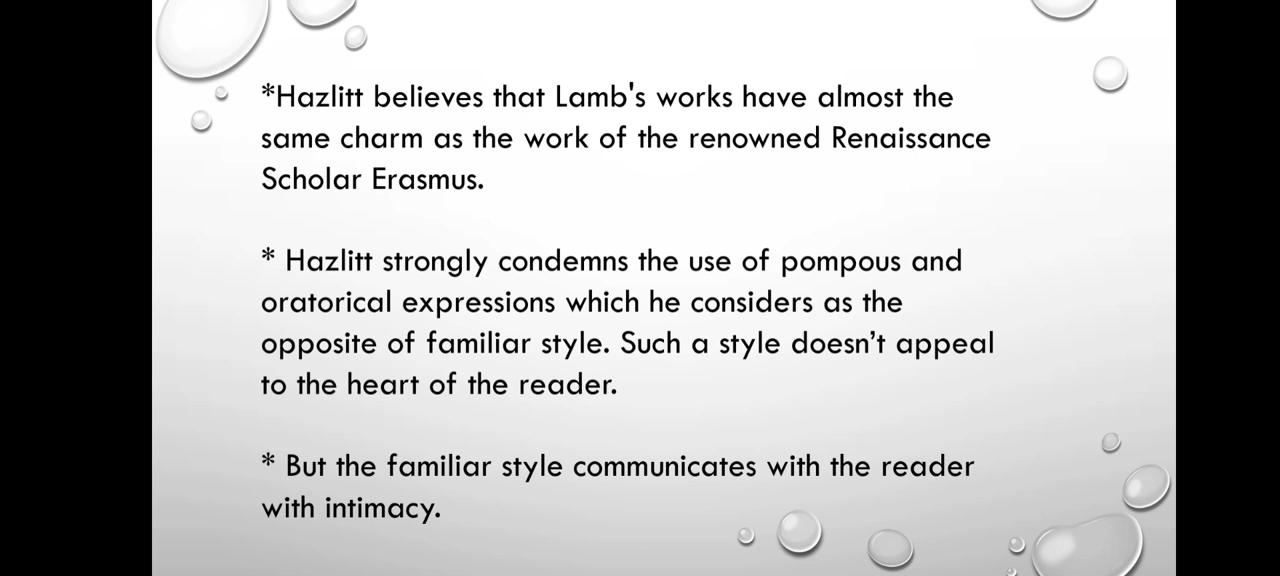 *Hazlitt believes that Lamb's works have almost the
same charm as the work of the renowned Renaissance
Scholar Erasmus.
* Hazlitt strongly condemns the use of pompous and
oratorical expressions which he considers as the
opposite of familiar style. Such a style doesn’t appeal
to the heart of the reader.
* But the familiar style communicates with the reader
with intimacy.